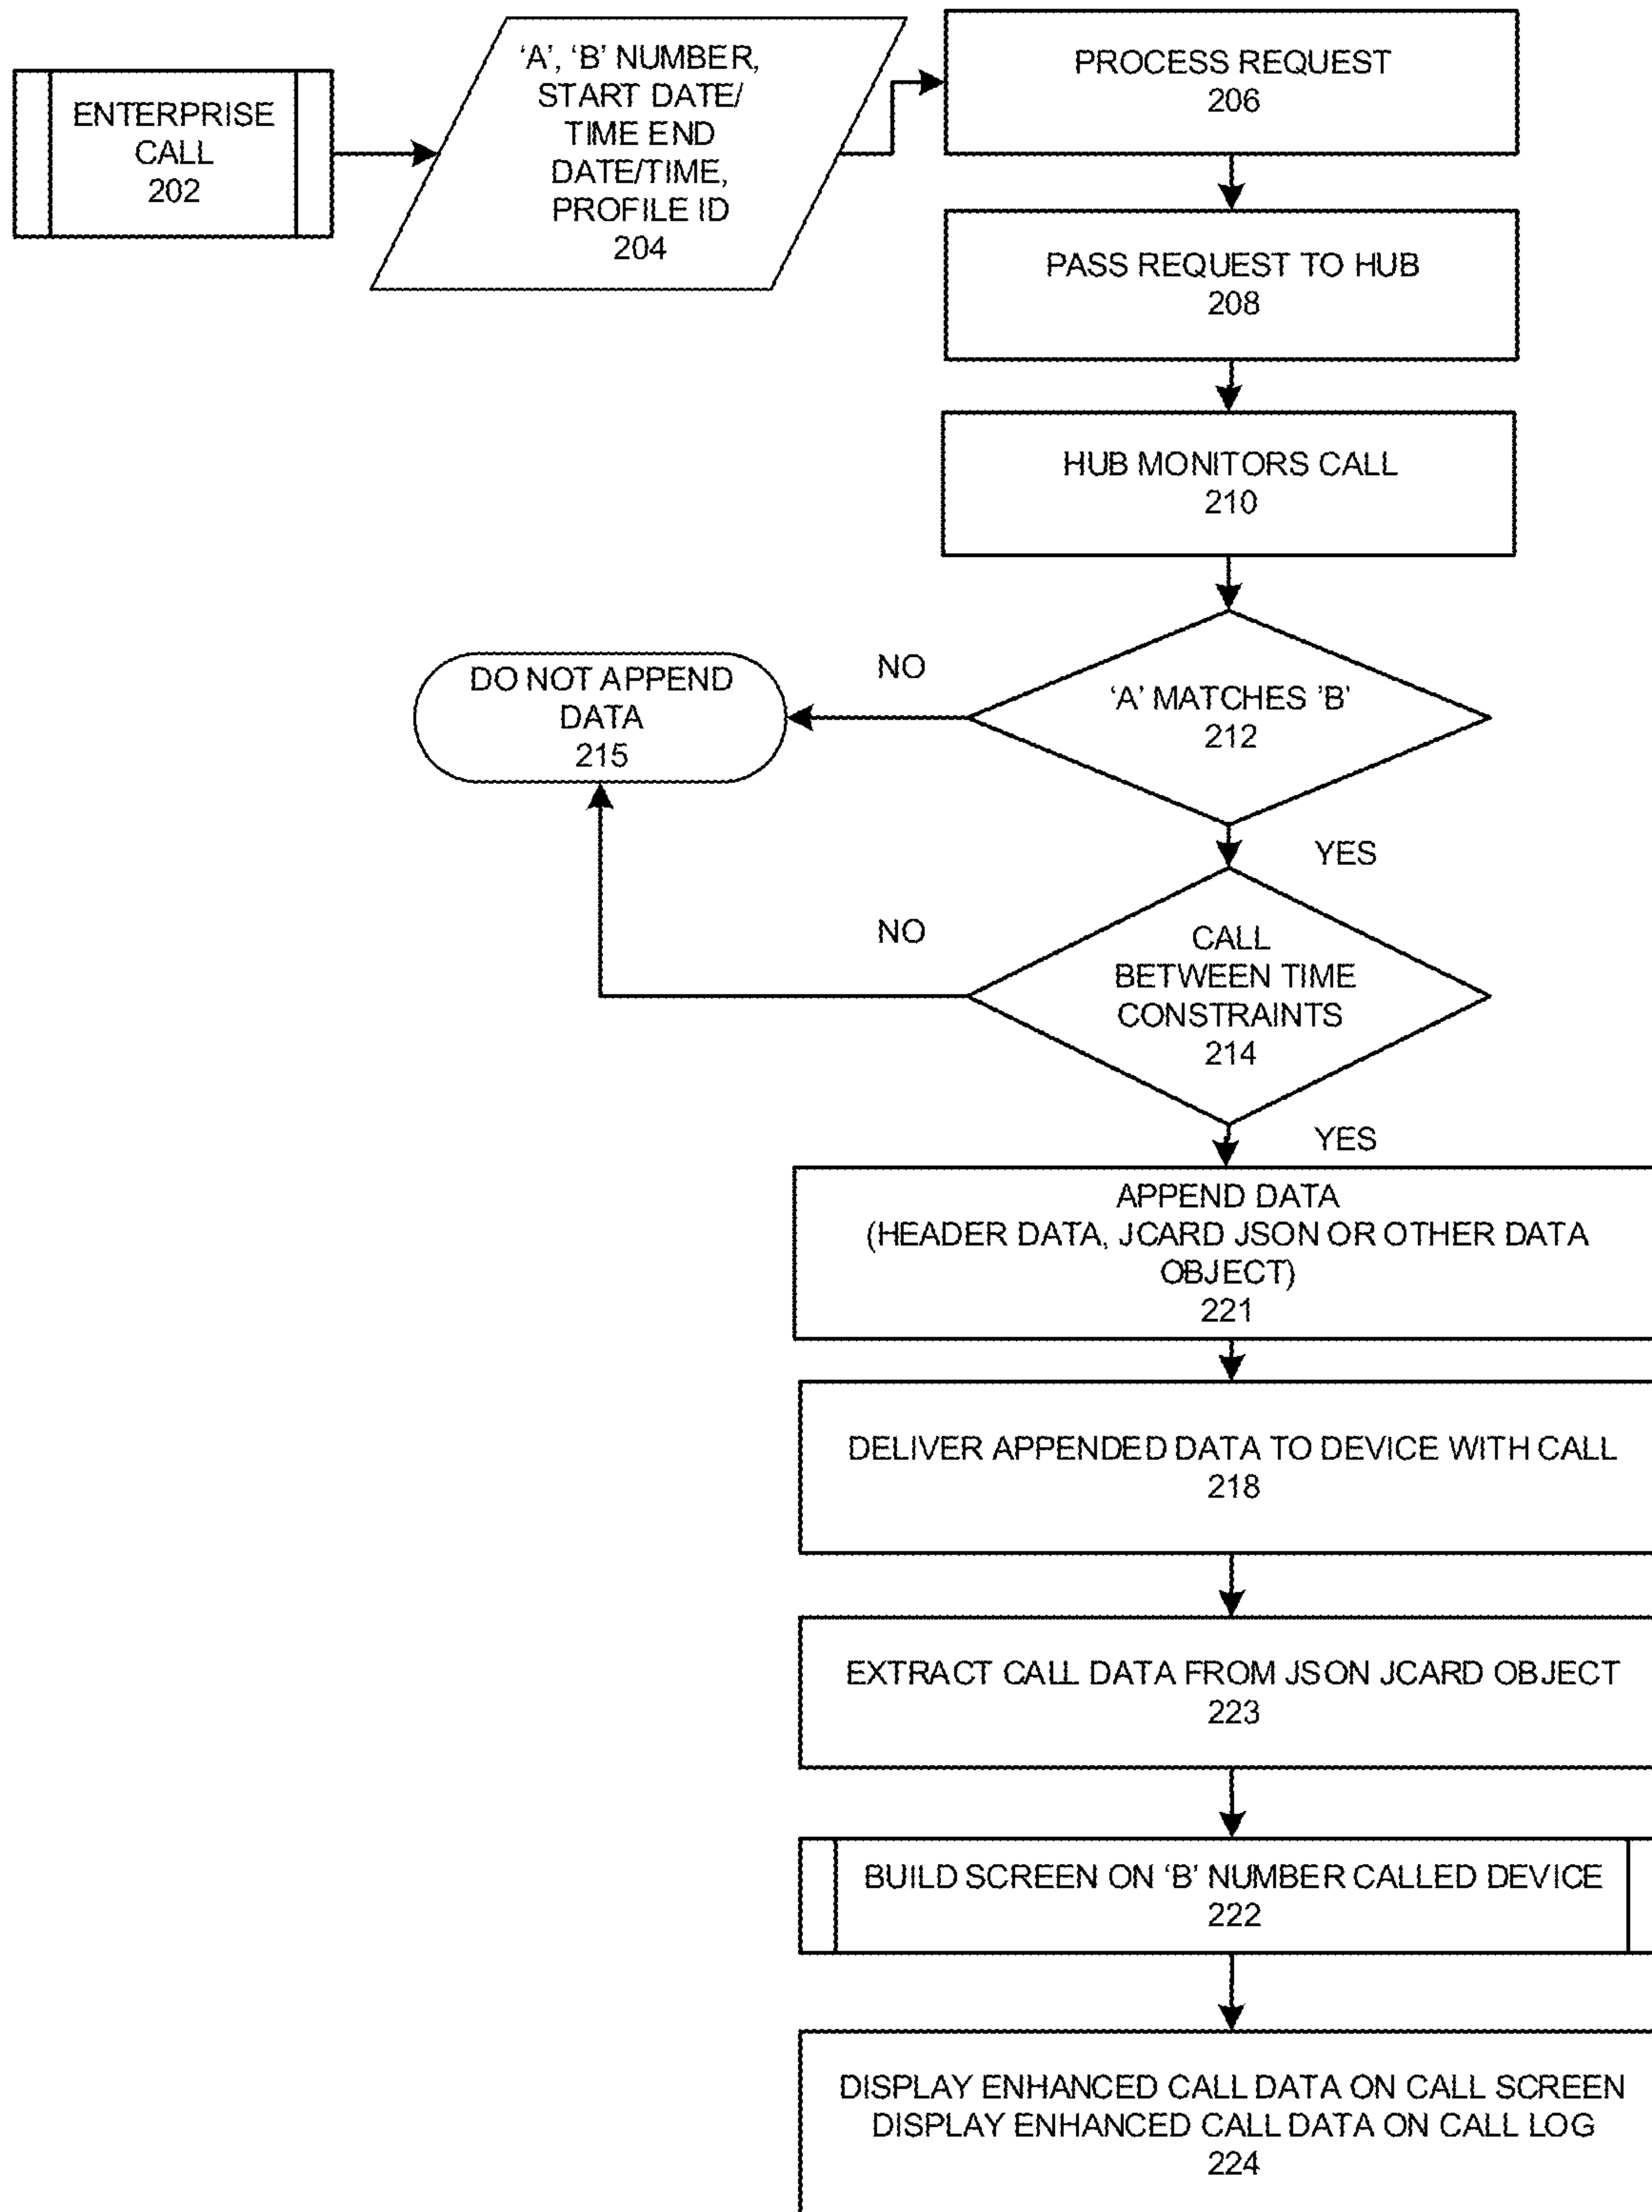 ENTERPRISE
CALL
202
‘A’, ‘B’ NUMBER,
START DATE/
TIME END
DATE/TIME,
PROFILE ID
204
PROCESS REQUEST
206
PASS REQUEST TO HUB
208
HUB MONITORS CALL
210
‘A’ MATCHES ’B’
212
NO
DO NOT APPEND
DATA
215
YES
CALL
BETWEEN TIME
CONSTRAINTS
214
NO
YES
APPEND DATA
(HEADER DATA, JCARD JSON OR OTHER DATA
OBJECT)
221
DELIVER APPENDED DATA TO DEVICE WITH CALL
218
EXTRACT CALL DATA FROM JSON JCARD OBJECT
223
BUILD SCREEN ON ‘B’ NUMBER CALLED DEVICE
222
DISPLAY ENHANCED CALL DATA ON CALL SCREEN
DISPLAY ENHANCED CALL DATA ON CALL LOG
224